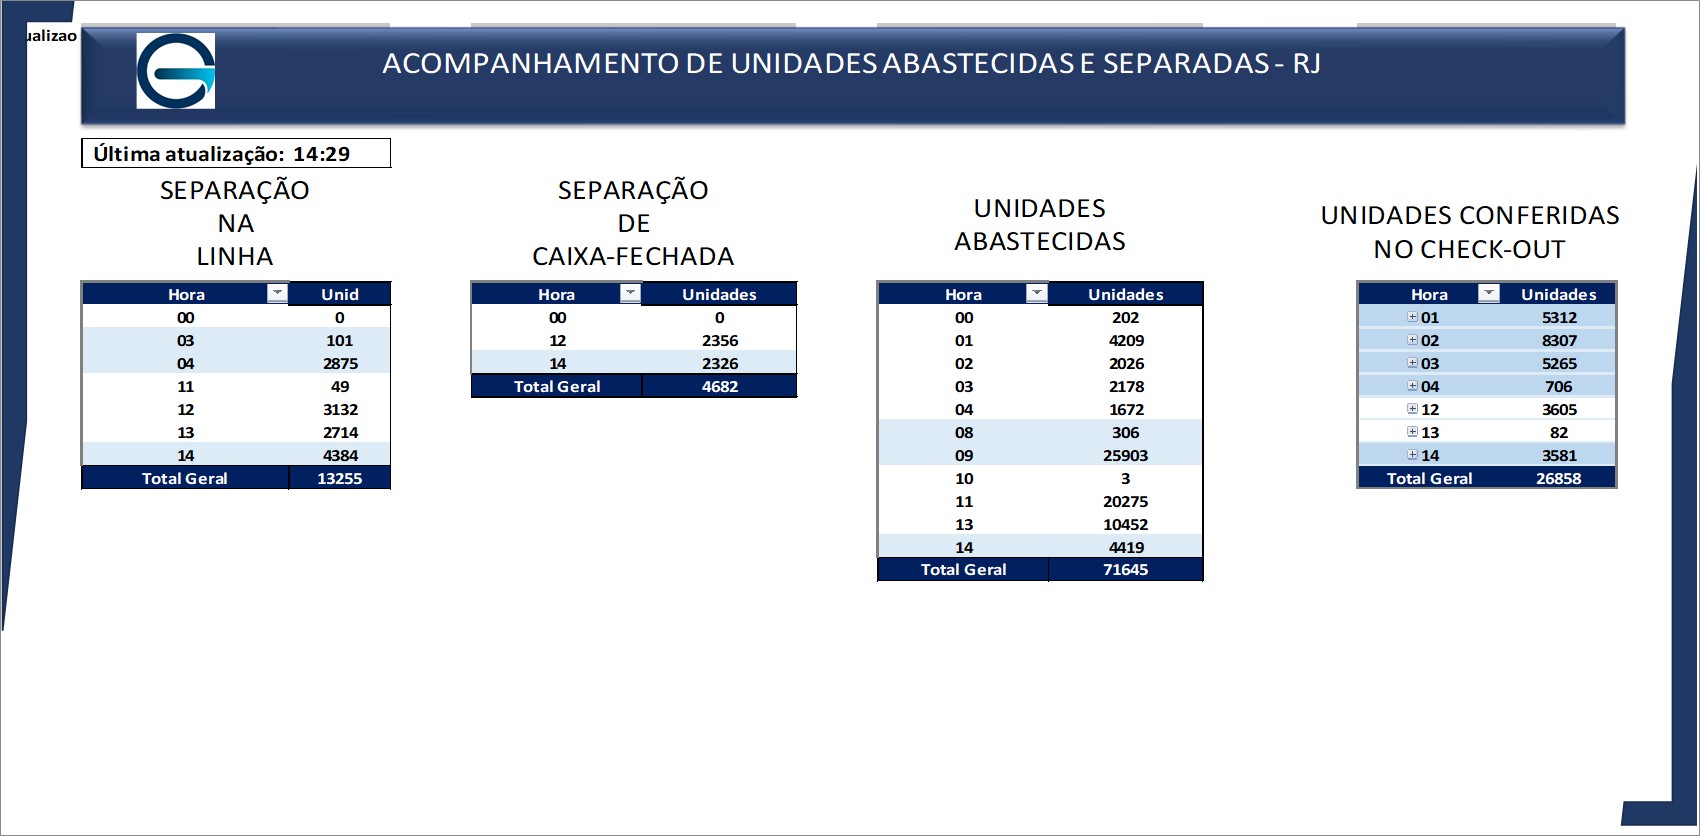 ualizao
ACOMPANHAMENTO DE UNIDADES ABASTECIDAS E SEPARADAS - RJ
Última atualização: 14:29
SEPARAÇÃO
NA
LINHA
Hora Unid
00 0
03 101
04 2875
11 49
12 3132
13 2714
14 4384
Total Geral 13255
SEPARAÇÃO
DE
CAIXA-FECHADA
Hora Unidades
00 0
12 2356
14 2326
Total Geral 4682
UNIDADES
ABASTECIDAS
Hora Unidades
00 202
01 4209
02 2026
03 2178
04 1672
08 306
09 25903
10 3
11 20275
13 10452
14 4419
Total Geral 71645
UNIDADES CONFERIDAS
NO CHECK-OUT
Hora Unidades
01 5312
02 8307
03 5265
04 706
12 3605
13 82
14 3581
Total Geral 26858